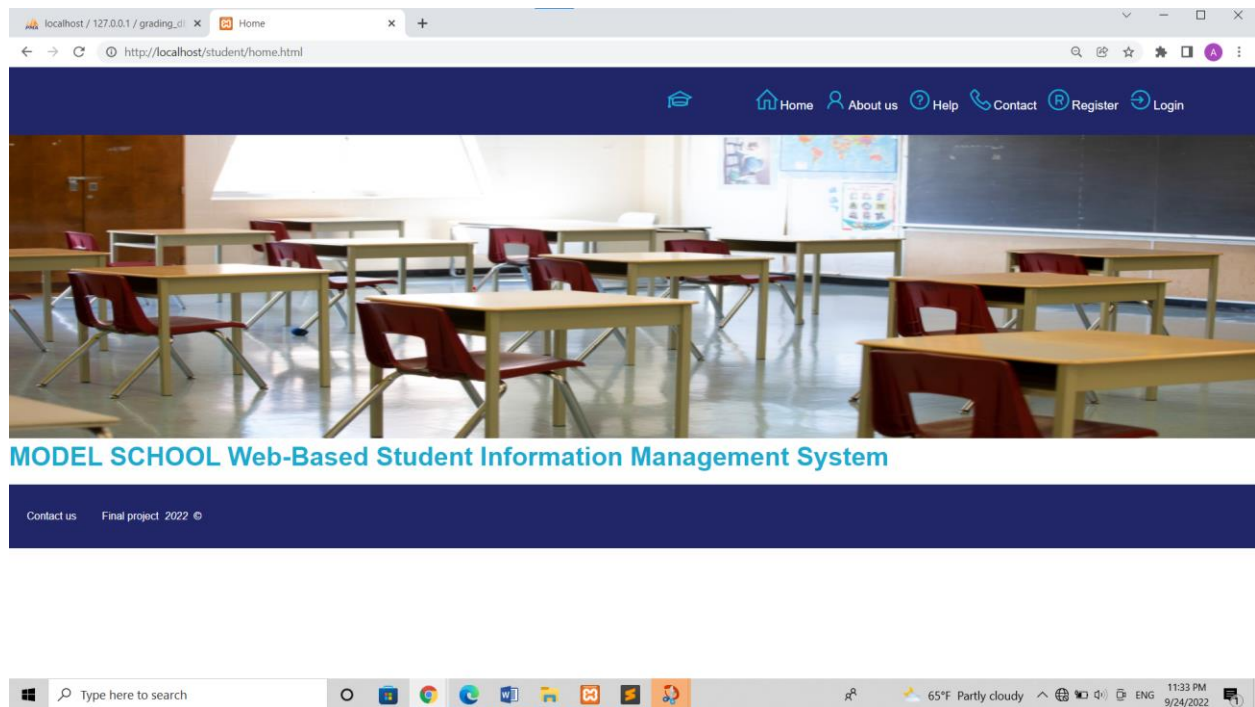 localhost / 127.0.0.1 / grading_d
Home
http://localhost/student/home.html
A
Home About us ? Help Contact R Register Login
MODEL SCHOOL Web-Based Student Information Management System
Contact us Final project 2022 ©
Type here to search
65°F Partly cloudy ENG
11:33 PM
9/24/2022
1